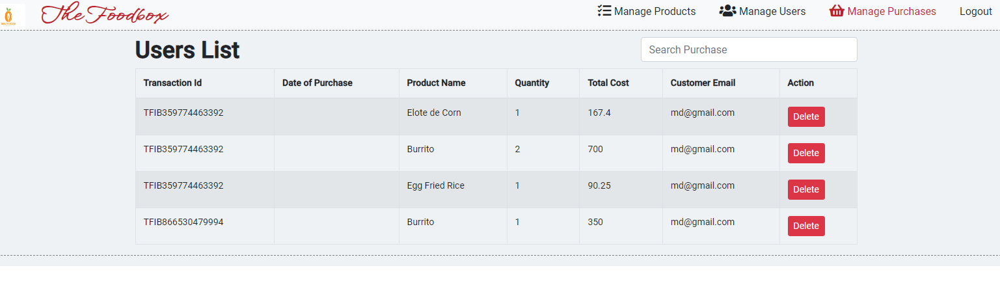 The Foodbox Manage Products Manage Users Manage Purchases Logout
Users List Search Purchase
Transaction Id Date of Purchase Product Name Quantity Total Cost Customer Email Action
TFIB359774463392 Elote de Corn 1 167.4 md@gmail.com Delete
TFIB359774463392 Burrito 2 700 md@gmail.com Delete
TFIB359774463392 Egg Fried Rice 1 90.25 md@gmail.com Delete
TFIB866530479994 Burrito 1 350 md@gmail.com Delete